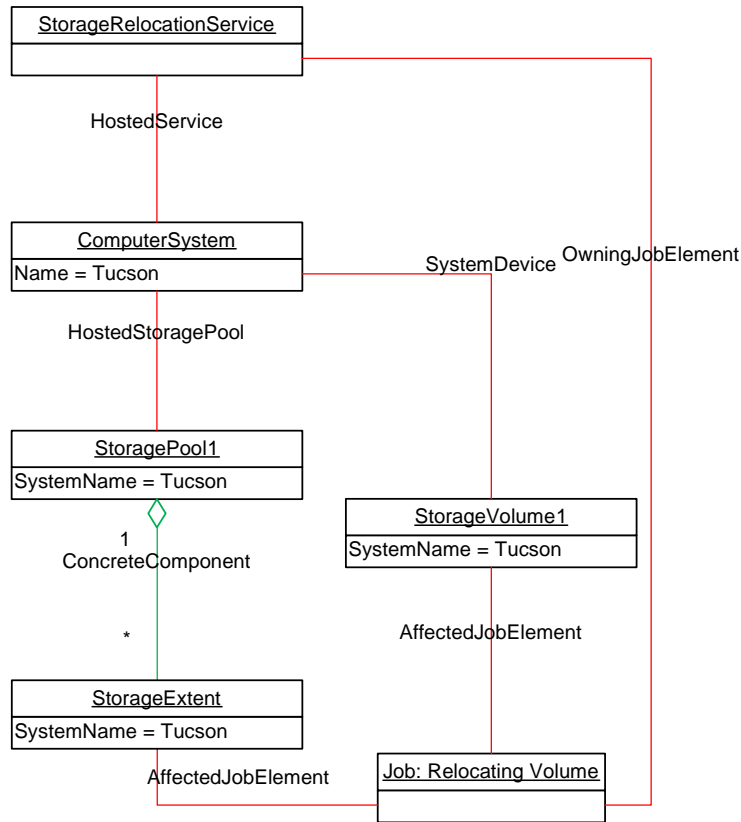 StorageRelocationService
HostedService
ComputerSystem
Name = Tucson
SystemDevice
OwningJobElement
HostedStoragePool
StoragePool1
SystemName = Tucson
StorageVolume1
SystemName = Tucson
1
ConcreteComponent
*
AffectedJobElement
StorageExtent
SystemName = Tucson
AffectedJobElement
Job: Relocating Volume